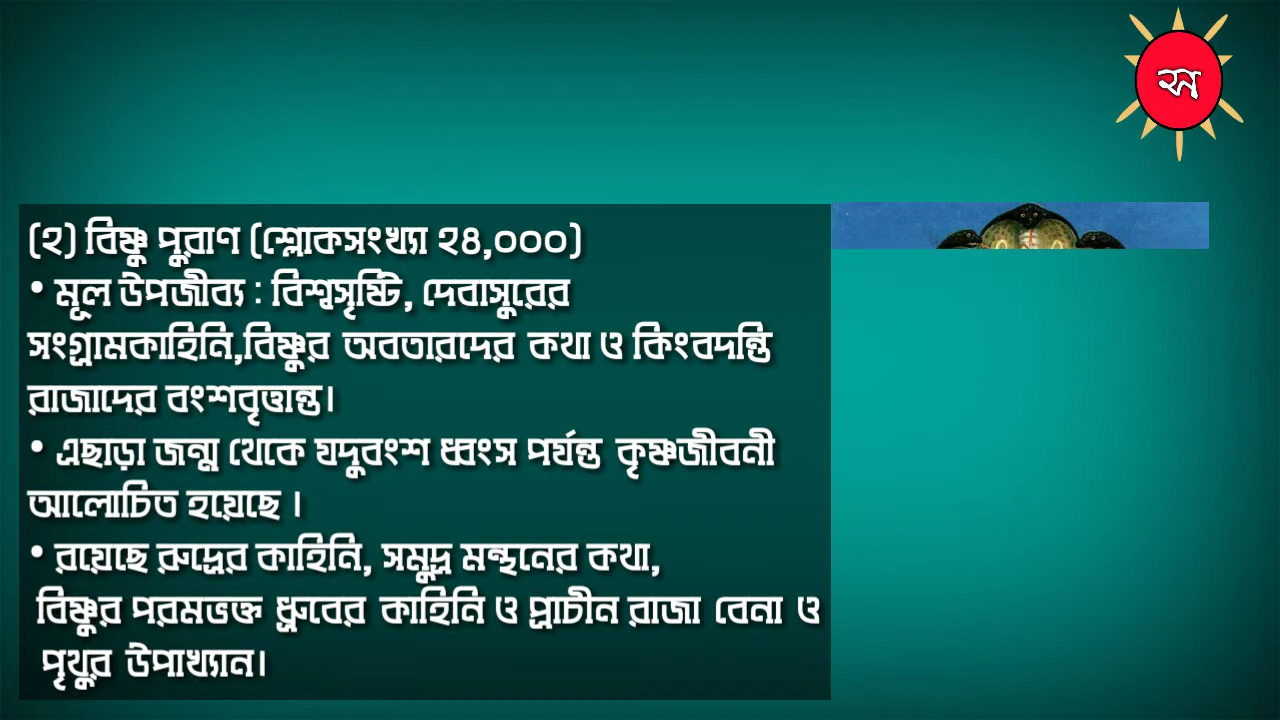 স
(২) বিষ্ণু পুরাণ (শ্লোকসংখ্যা ২৪,০০০)
• মূল উপজীব্য : বিশ্বসৃষ্টি, দেবাসুরের
সংগ্রামকাহিনি,বিষ্ণুর অবতারদের কথা ও কিংবদন্তি
রাজাদের বংশবৃত্তান্ত।
• এছাড়া জন্ম থেকে যদুবংশ ধ্বংস পর্যন্ত কৃষ্ণজীবনী
আলোচিত হয়েছে ।
• রয়েছে রুদ্রের কাহিনি, সমুদ্র মন্থনের কথা,
বিষ্ণুর পরমভক্ত ধ্রুবের কাহিনি ও প্রাচীন রাজা বেনা ও
পৃথুর উপাখ্যান।